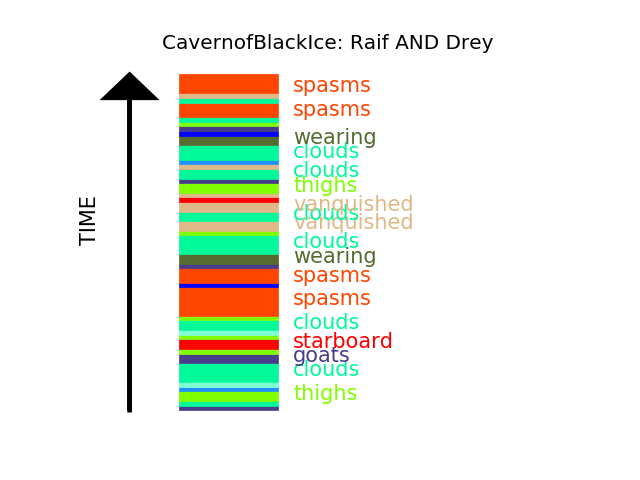 CavernofBlackIce: Raif AND Drey
TIME
spasms
spasms
wearing
clouds
clouds
thighs
vanquished
clouds
vanquished
clouds
wearing
spasms
spasms
clouds
starboard
goats
clouds
thighs